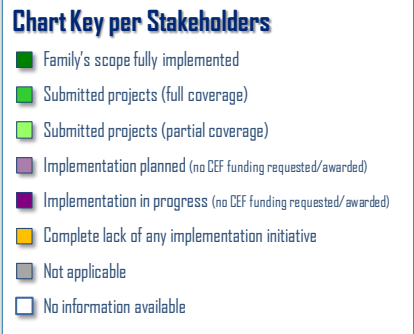 Chart Key per Stakeholders
Family's scope fully implemented
Submitted projects (full coverage)
Submitted projects (partial coverage)
Implementation planned (no CEF funding requested/awarded)
Implementation in progress (no CEF funding requested/awarded)
Complete lack of any implementation initiative
Not applicable
No information available